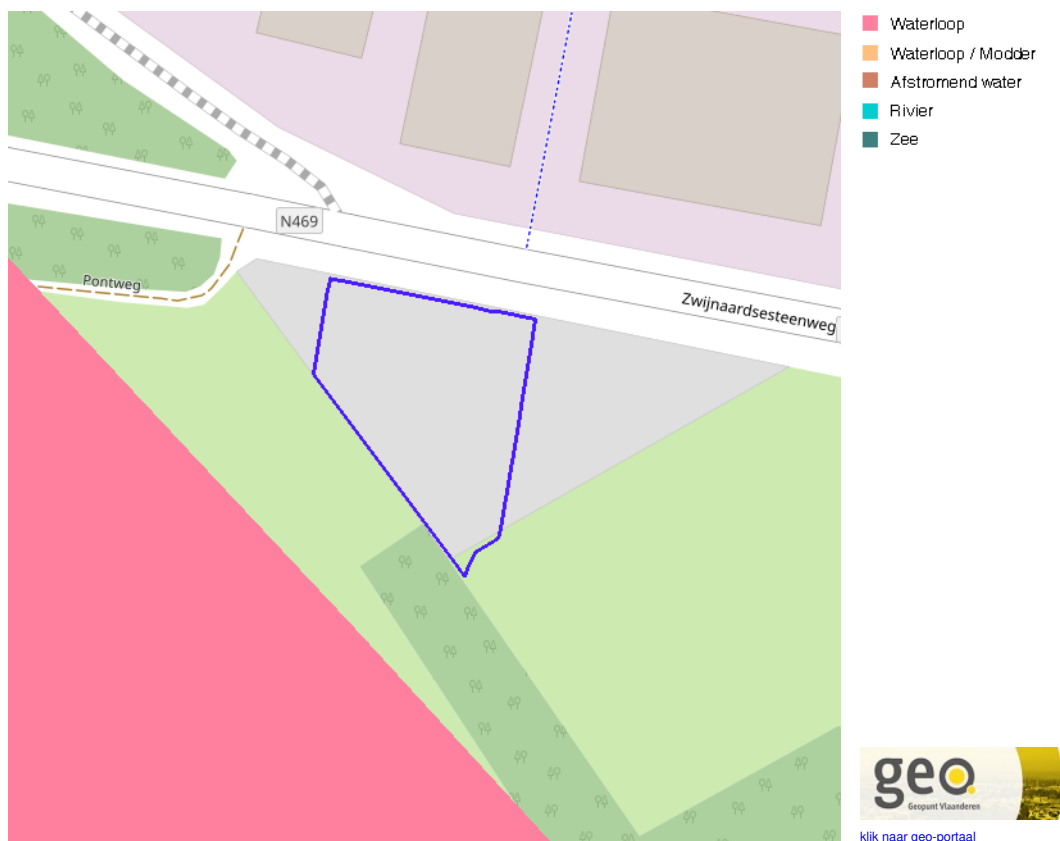 Waterloop
Waterloop / Modder
Afstromend water
Rivier
Zee
N469
Pontweg
Zwijnaardsesteenweg
geo.
Geopunt Vlaanderen
klik naar geo-portaal